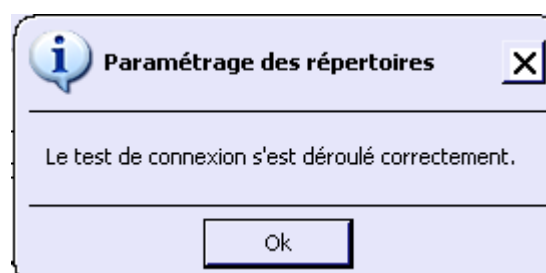 Paramétrage des répertoires
Le test de connexion s'est déroulé correctement.
Ok